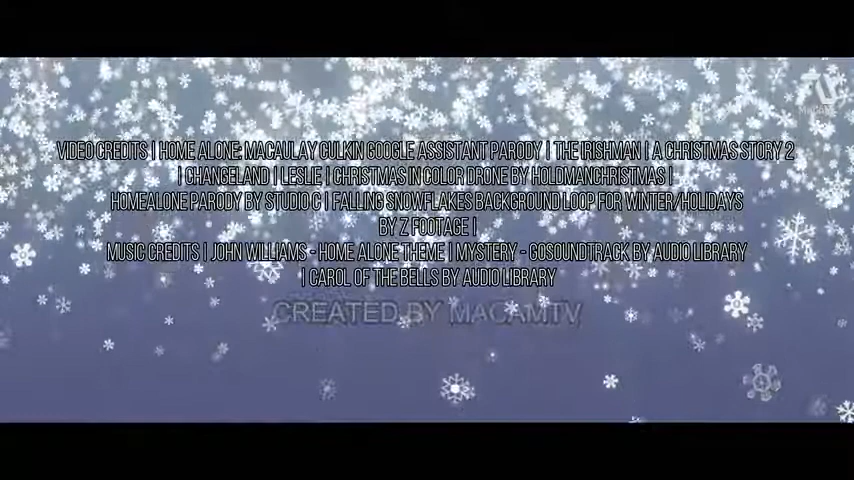 VIDEO CREDITS | HOME ALONE: MACAULAY CULKIN GOOGLE ASSISTANT PARODY | THE IRISHMAN | A CHRISTMAS STORY 2
| CHANGELAND | LESLIE | CHRISTMAS IN COLOR DRONE BY HOLDMANCHRISTMAS |
HOMEALONE PARODY BY STUDIO C | FALLING SNOWFLAKES BACKGROUND LOOP FOR WINTER/HOLIDAYS
BY Z FOOTAGE |
MUSIC CREDITS | JOHN WILLIAMS - HOME ALONE THEME | MYSTERY - GOSOUNDTRACK BY AUDIO LIBRARY
| CAROL OF THE BELLS BY AUDIO LIBRARY
CREATED BY MACAMTV